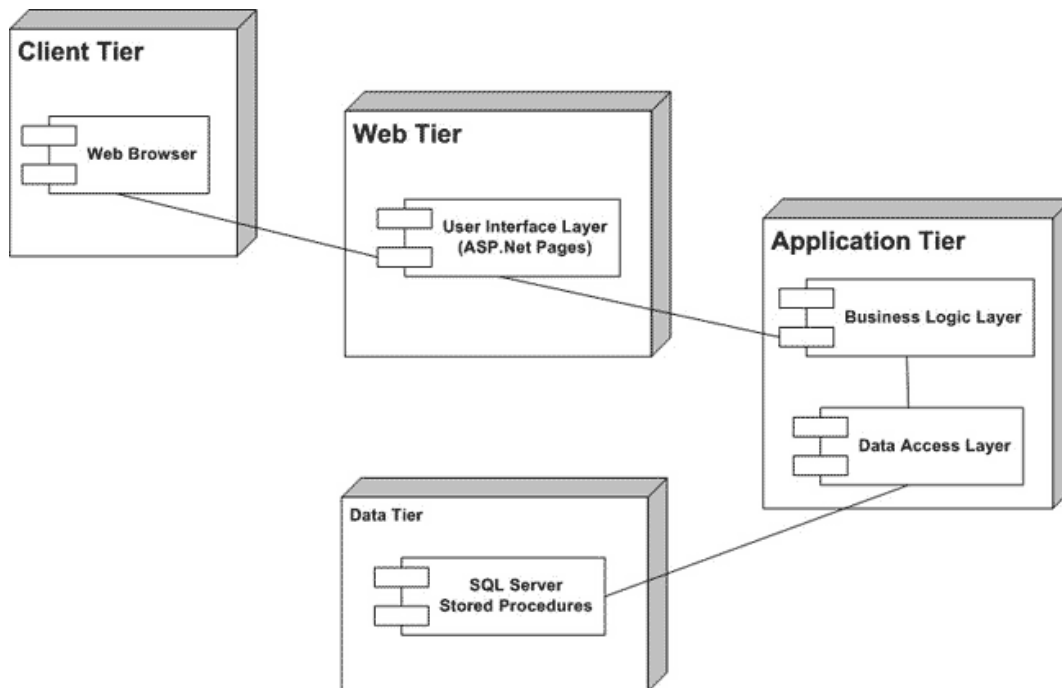 Client Tier
Web Browser
Web Tier
User Interface Layer
(ASP.Net Pages)
Application Tier
Business Logic Layer
Data Access Layer
Data Tier
SQL Server
Stored Procedures